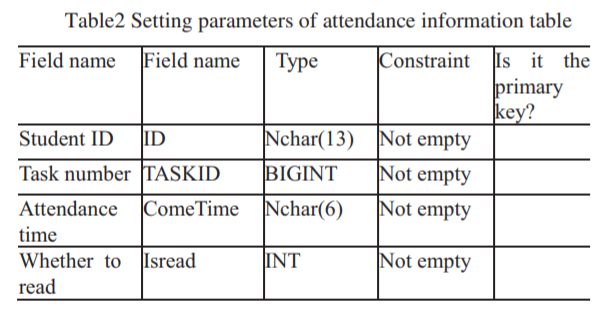 Table2 Setting parameters of attendance information table
Field name Field name Type Constraint Is it the
primary
key?
Student ID ID Nchar(13) Not empty
Task number TASKID BIGINT Not empty
Attendance ComeTime Nchar(6) Not empty
time
Whether to Isread INT Not empty
read